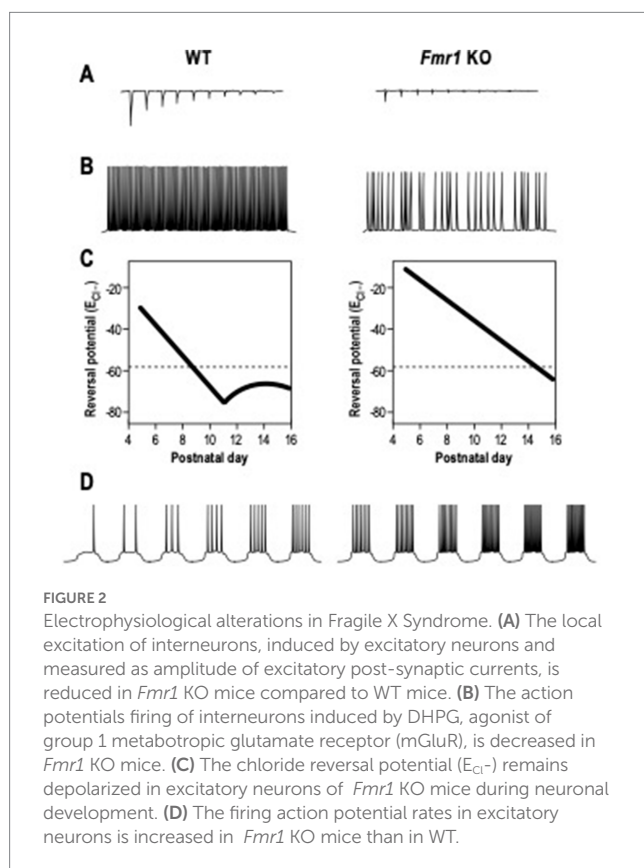 WT Fmr1 KO
A
B
C
Reversal potential (ECl-)
-20
-40
-60
-80
4 6 8 10 12 14 16
Postnatal day
Reversal potential (ECl-)
-20
-40
-60
-80
4 6 8 10 12 14 16
Postnatal day
D
FIGURE 2
Electrophysiological alterations in Fragile X Syndrome. (A) The local
excitation of interneurons, induced by excitatory neurons and
measured as amplitude of excitatory post-synaptic currents, is
reduced in Fmr1 KO mice compared to WT mice. (B) The action
potentials firing of interneurons induced by DHPG, agonist of
group 1 metabotropic glutamate receptor (mGluR), is decreased in
Fmr1 KO mice. (C) The chloride reversal potential (ECl-) remains
depolarized in excitatory neurons of Fmr1 KO mice during neuronal
development. (D) The firing action potential rates in excitatory
neurons is increased in Fmr1 KO mice than in WT.